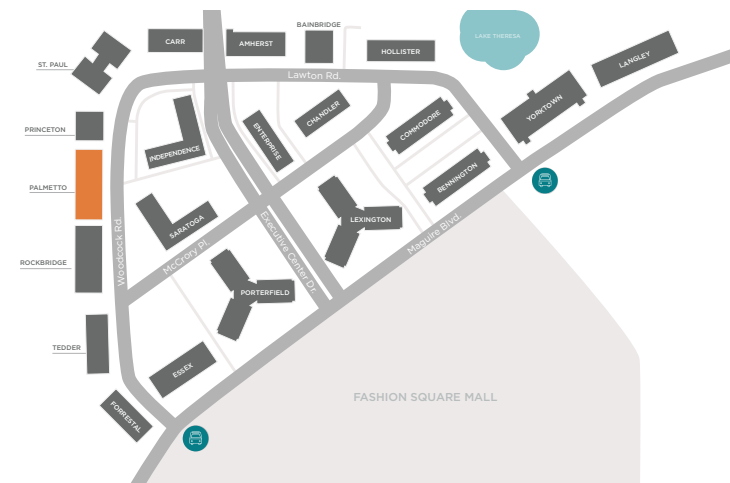 BAINBRIDGE
CARR
AMHERST
HOLLISTER
LAKE THERESA
LANGLEY
ST. PAUL
Lawton Rd.
YORKTOWN
PRINCETON
CHANDLER
COMMODORE
ENTERPRISE
INDEPENDENCE
BENNINGTON
PALMETTO
SARATOGA
LEXINGTON
Maguire Blvd.
Woodcock Rd.
McCrory Pl.
Executive Center Dr.
ROCKBRIDGE
PORTERFIELD
TEDDER
ESSEX
FORRESTAL
FASHION SQUARE MALL